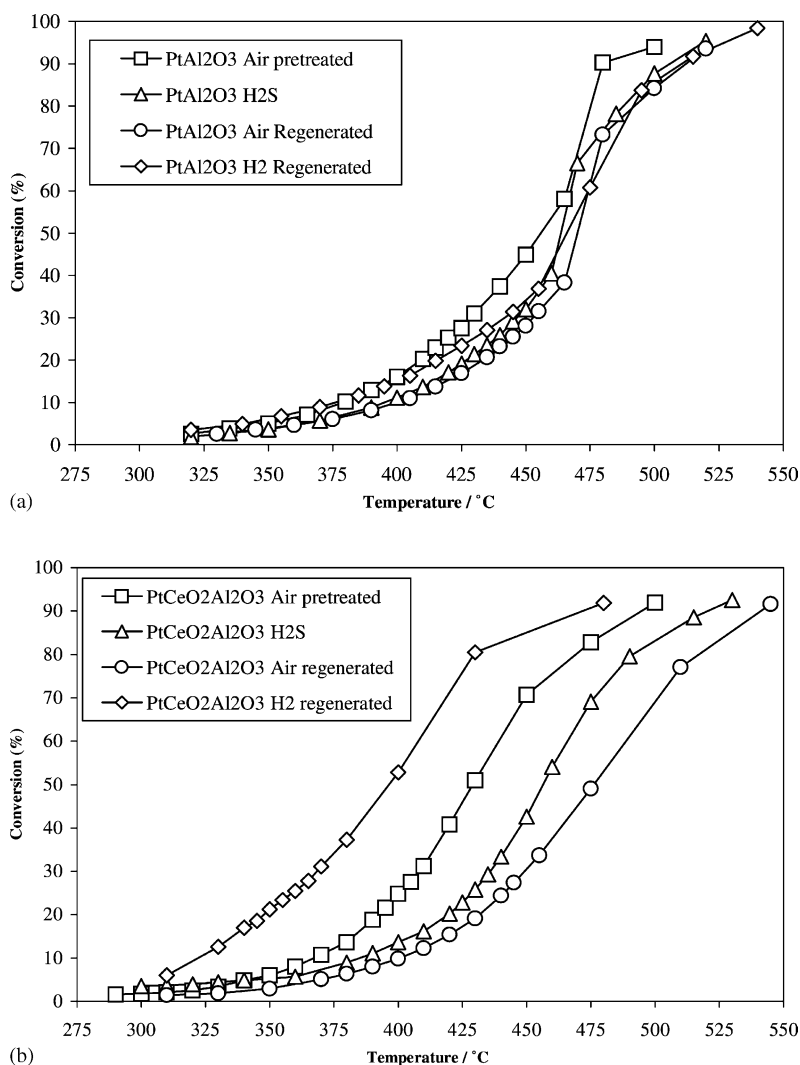 100
90
80
70
60
50
40
30
20
10
0
Conversion (%)
PtAl2O3 Air pretreated
PtAl2O3 H2S
PtAl2O3 Air Regenerated
PtAl2O3 H2 Regenerated
275 300 325 350 375 400 425 450 475 500 525 550
(a)
Temperature / °C
100
90
80
70
60
50
40
30
20
10
0
Conversion (%)
PtCeO2Al2O3 Air pretreated
PtCeO2Al2O3 H2S
PtCeO2Al2O3 Air regenerated
PtCeO2Al2O3 H2 regenerated
275 300 325 350 375 400 425 450 475 500 525 550
(b)
Temperature / °C